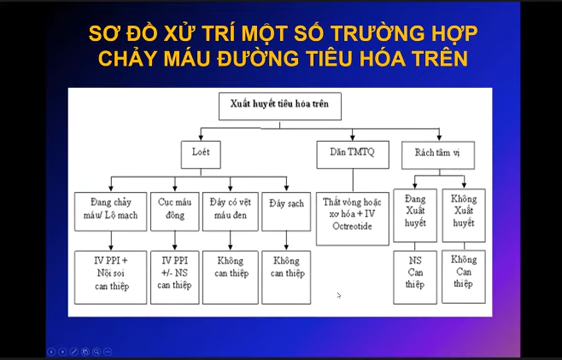 SƠ ĐỒ XỬ TRÍ MỘT SỐ TRƯỜNG HỢP
CHẢY MÁU ĐƯỜNG TIÊU HÓA TRÊN
Xuất huyết tiêu hóa trên
Loét
Dãn TMTQ
Rách tâm vị
Đang chảy
máu/ Lộ mạch
Cục máu
đông
Đáy có vệt
máu đen
Đáy sạch
Thắt vòng hoặc
xơ hóa + IV
Octreotide
Đang
Xuất
huyết
Không
Xuất
huyết
IV PPI +
Nội soi
can thiệp
IV PPI
+/- NS
can thiệp
Không
can thiệp
Không
can thiệp
NS
Can
thiệp
Không
Can
thiệp